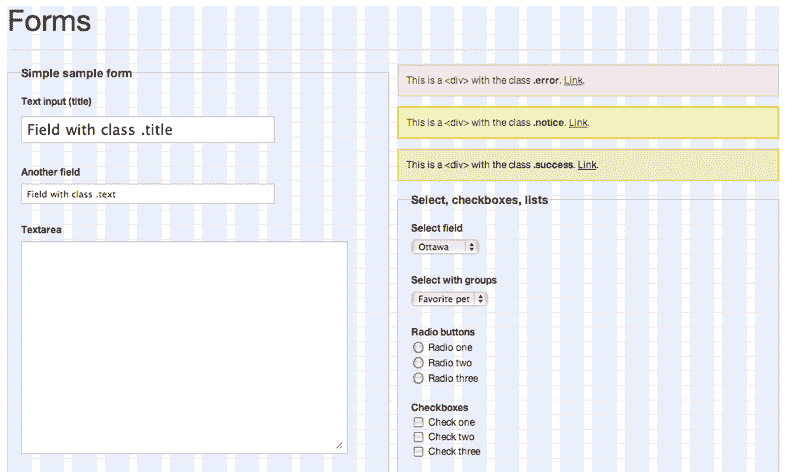 Forms
Simple sample form
Text input (title)
Field with class .title
Another field
Field with class .text
Textarea
This is a <div> with the class .error. Link.
This is a <div> with the class .notice. Link.
This is a <div> with the class .success. Link.
Select, checkboxes, lists
Select field
Ottawa
Select with groups
Favorite pet
Radio buttons
Radio one
Radio two
Radio three
Checkboxes
Check one
Check two
Check three